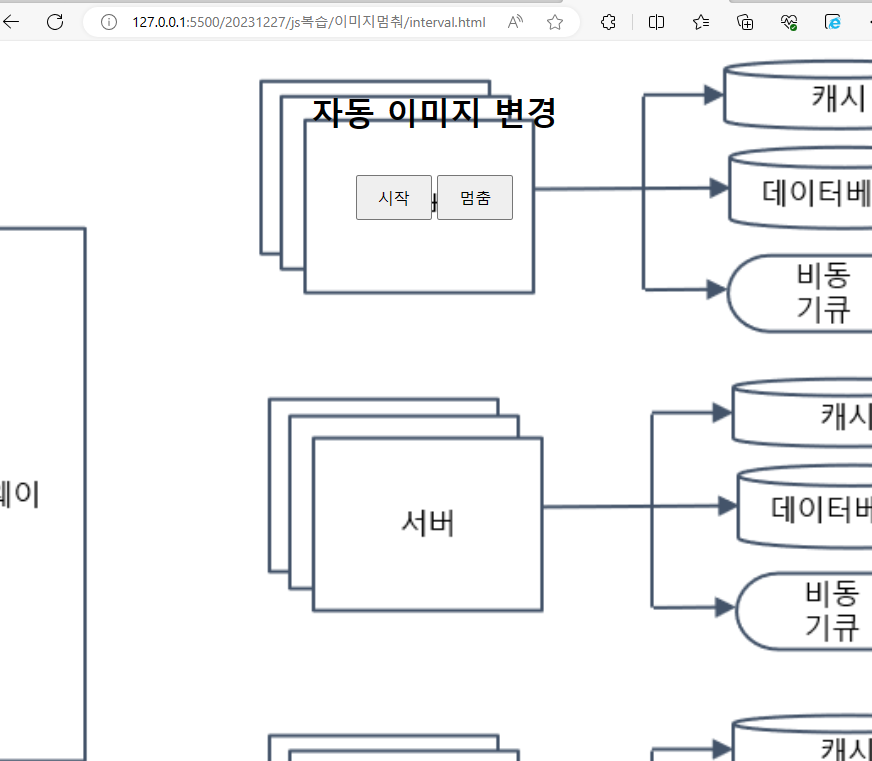 127.0.0.1:5500/20231227/js복습/이미지멈춰/interval.html
자동 이미지 변경
시작
멈춤
캐시
데이터베
비동
기큐
웨이
서버
캐시
데이터베
비동
기큐
캐시